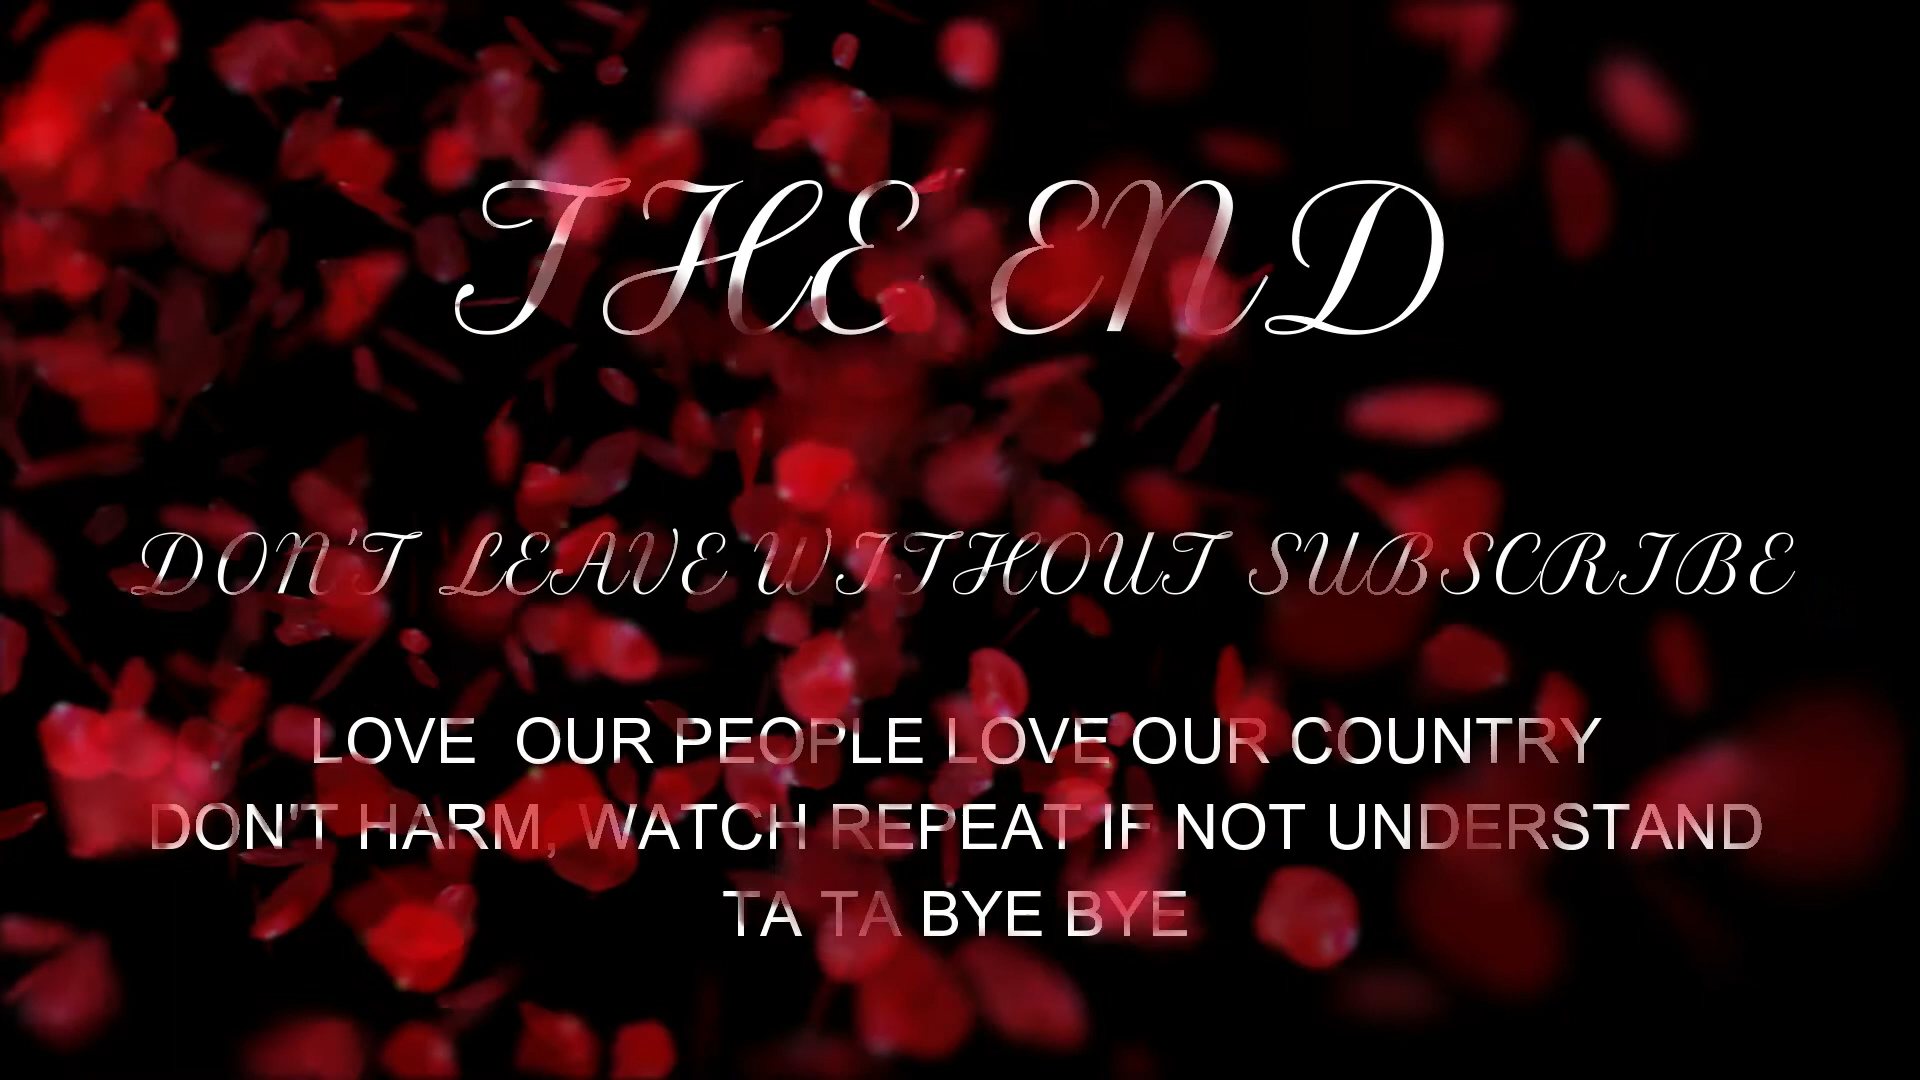 THE END
DON'T LEAVE WITHOUT SUBSCRIBE
LOVE  OUR PEOPLE LOVE OUR COUNTRY
DON'T HARM, WATCH REPEAT IF NOT UNDERSTAND
TA TA BYE BYE